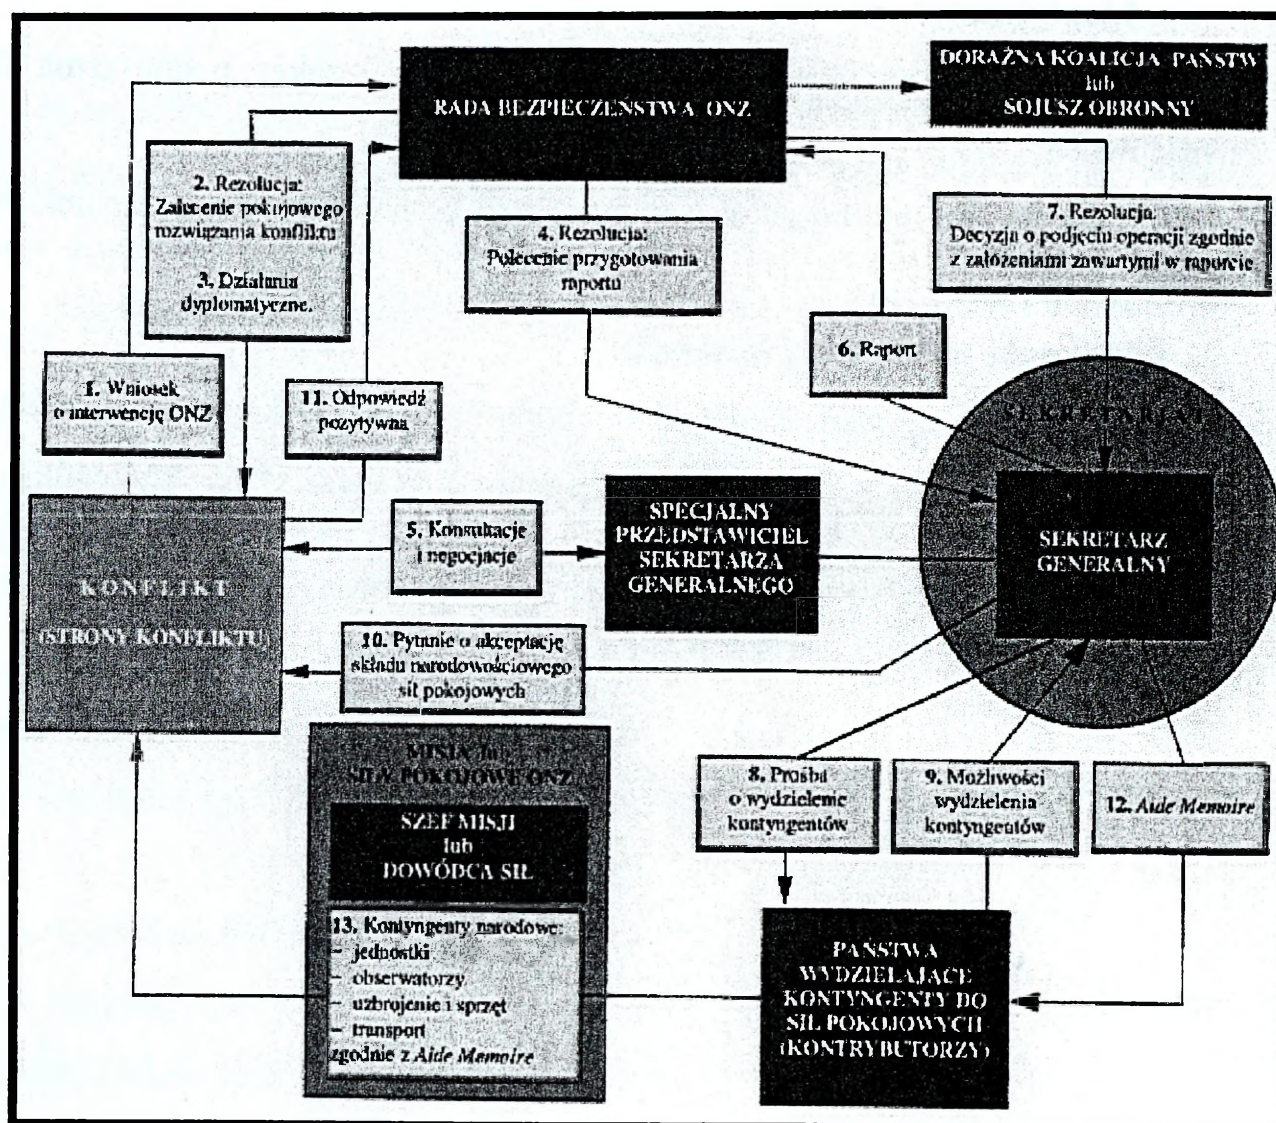 RADA BEZPIECZEŃSTWA ONZ
DORAŹNA KOALICJA PAŃSTW
lub
SOJUSZ OBRONNY
2. Rezolucja:
Zalecenie pokojowego
rozwiązania konfliktu
3. Działania
dyplomatyczne.
4. Rezolucja:
Polecenie przygotowania
raportu
7. Rezolucja:
Decyzja o podjęciu operacji zgodnie
z założeniami zawartymi w raporcie
6. Raport
1. Wniosek
o interwencję ONZ
11. Odpowiedź
pozytywna
SEKRETARIAT
KONFLIKT
(STRONY KONFLIKTU)
5. Konsultacje
i negocjacje
SPECJALNY
PRZEDSTAWICIEL
SEKRETARZA
GENERALNEGO
SEKRETARZ
GENERALNY
10. Pytanie o akceptację
składu narodowościowego
sił pokojowych
MISJA lub
SIŁY POKOJOWE ONZ
SZEF MISJI
lub
DOWÓDCA SIŁ
13. Kontyngenty narodowe:
– jednostki
– obserwatorzy
– uzbrojenie i sprzęt
– transport
zgodnie z Aide Memoire
8. Prośba
o wydzielenie
kontyngentów
9. Możliwości
wydzielenia
kontyngentów
12. Aide Memoire
PAŃSTWA
WYDZIELAJĄCE
KONTYNGENTY DO
SIŁ POKOJOWYCH
(KONTRYBUTORZY)